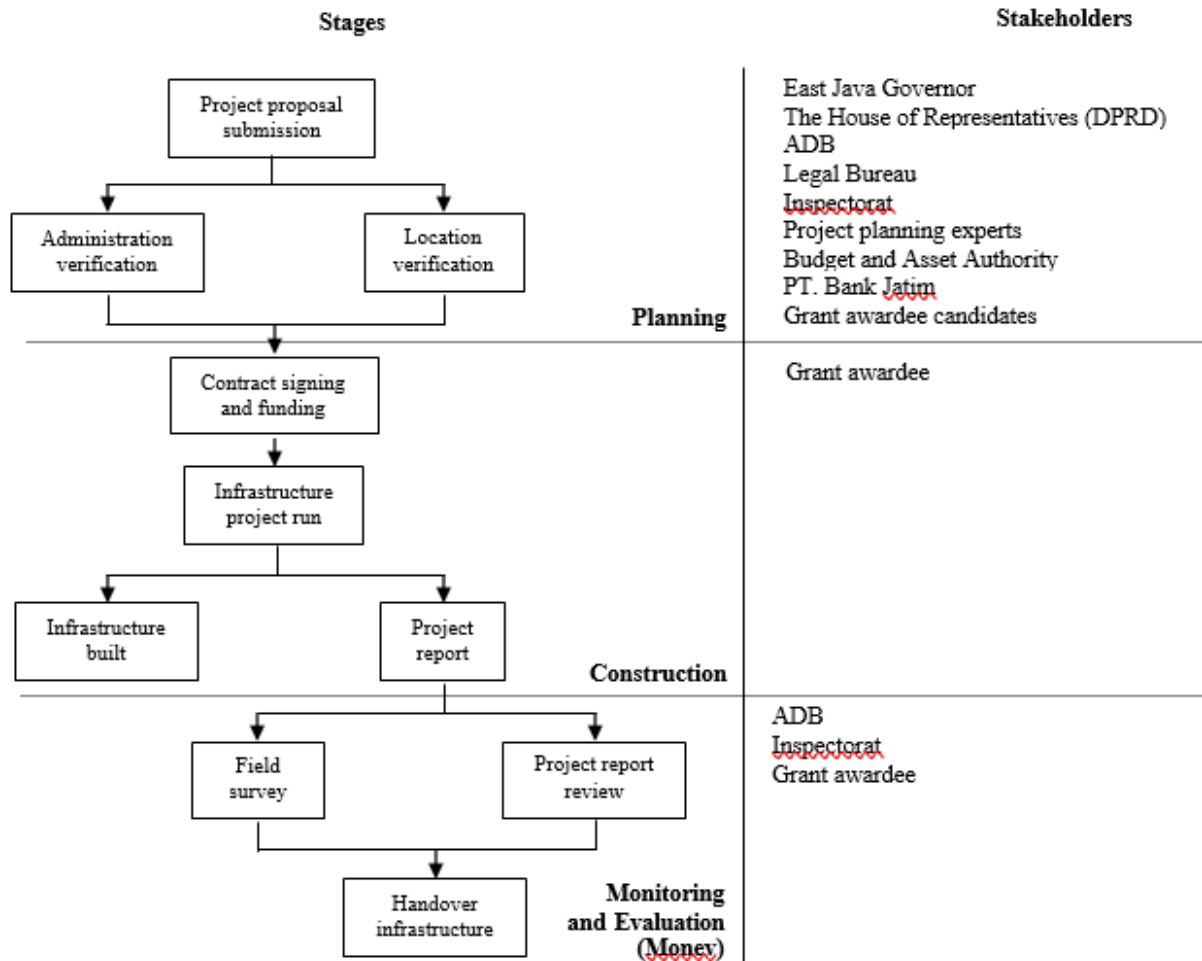 Stages
Stakeholders
Project proposal
submission
Administration
verification
Location
verification
Planning
East Java Governor
The House of Representatives (DPRD)
ADB
Legal Bureau
Inspectorat
Project planning experts
Budget and Asset Authority
PT. Bank Jatim
Grant awardee candidates
Contract signing
and funding
Infrastructure
project run
Infrastructure
built
Project
report
Construction
Grant awardee
Field
survey
Project report
review
Handover
infrastructure
Monitoring
and Evaluation
(Monev)
ADB
Inspectorat
Grant awardee